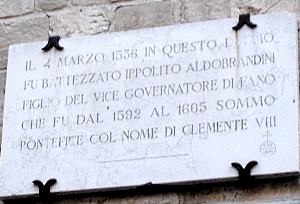 IL 4 MARZO 1536 IN QUESTO DUOMO
FU BATTEZZATO IPPOLITO ALDOBRANDINI
FIGLIO DEL VICE GOVERNATORE DI FANO
CHE FU DAL 1592 AL 1605 SOMMO
PONTEFICE COL NOME DI CLEMENTE VIII